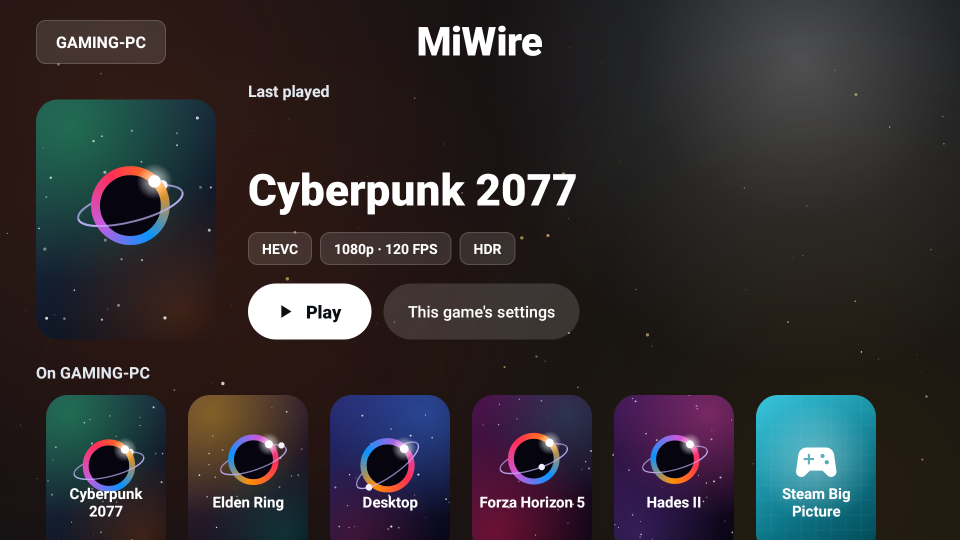 GAMING-PC
MiWire
Last played
Cyberpunk 2077
HEVC
1080p · 120 FPS
HDR
Play
This game's settings
On GAMING-PC
Cyberpunk
2077
Elden Ring
Desktop
Forza Horizon 5
Hades II
Steam Big
Picture